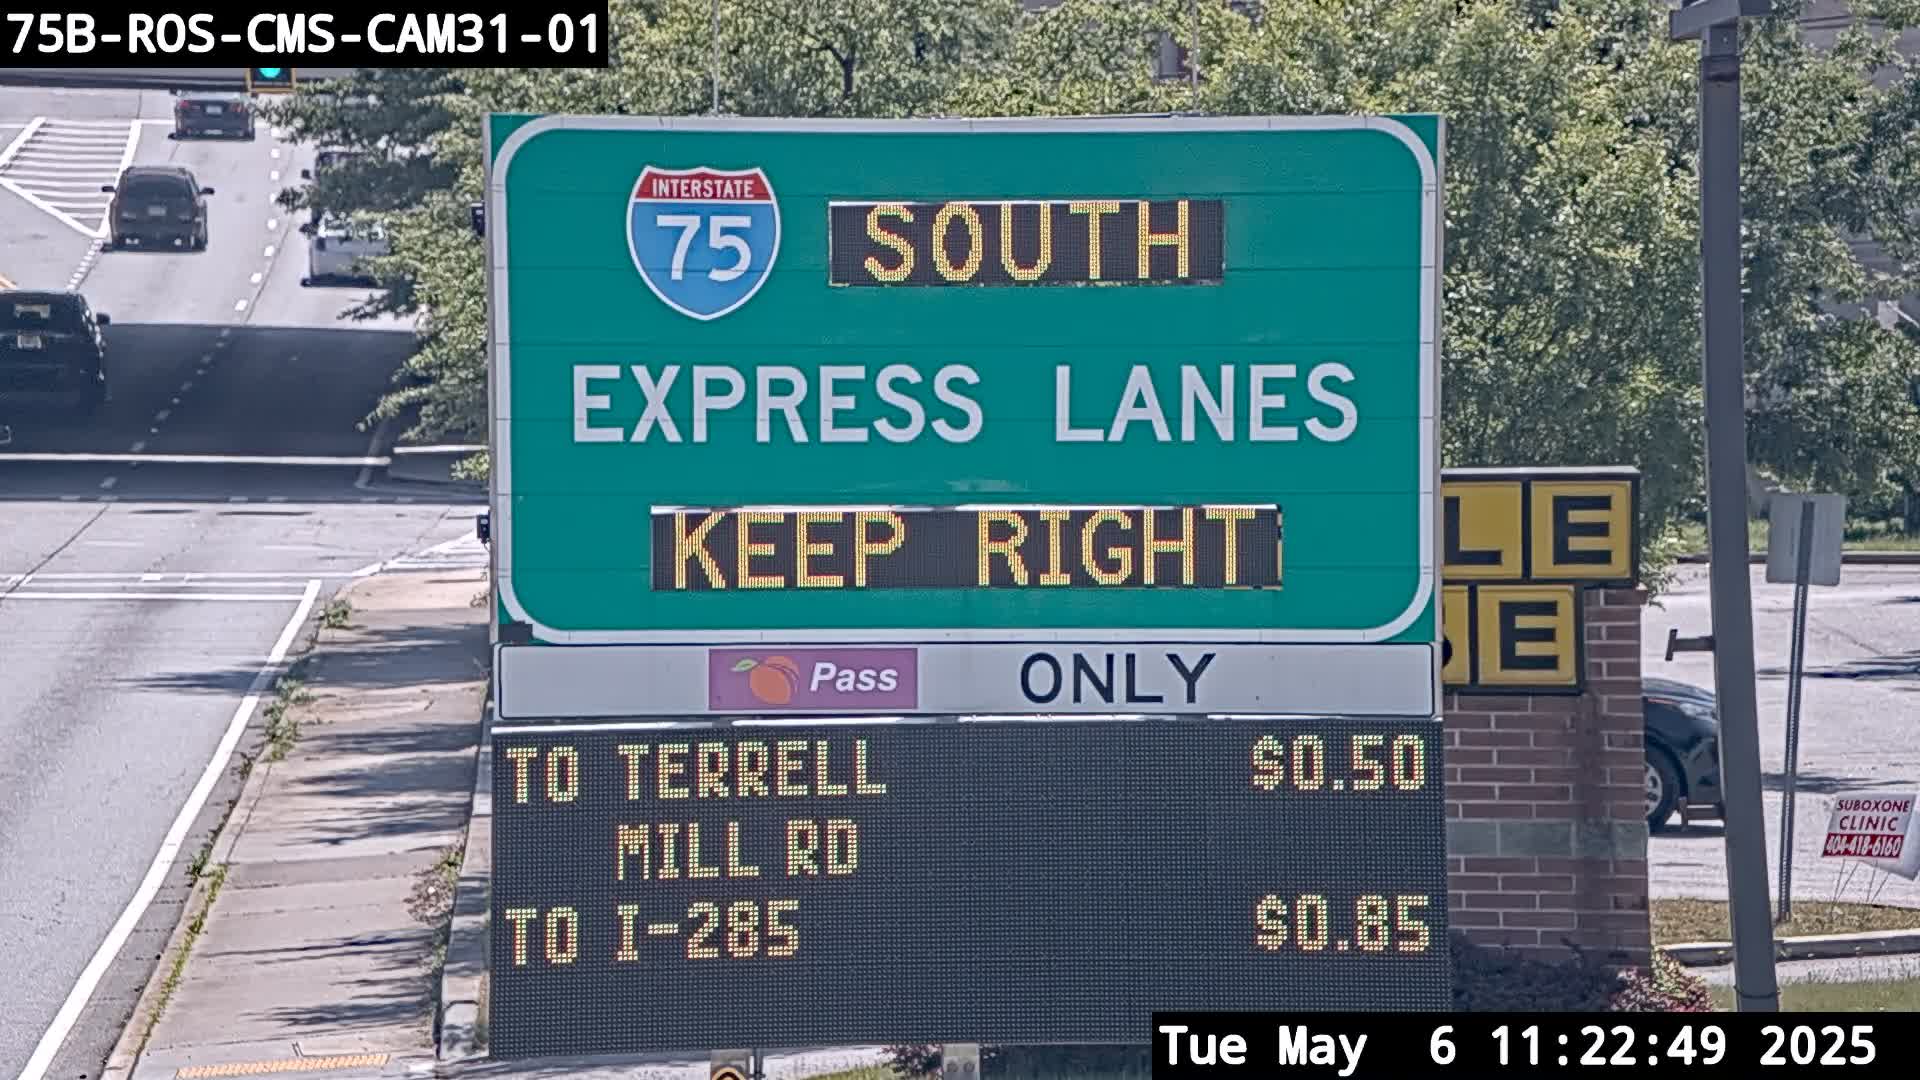 75B-ROS-CMS-CAM31-01
INTERSTATE
75
SOUTH
EXPRESS LANES
KEEP RIGHT
Pass ONLY
TO TERRELL $0.50
MILL RD
TO I-285 $0.85
LE
E
SUBOXONE
CLINIC
404-418-6160
Tue May 6 11:22:49 2025